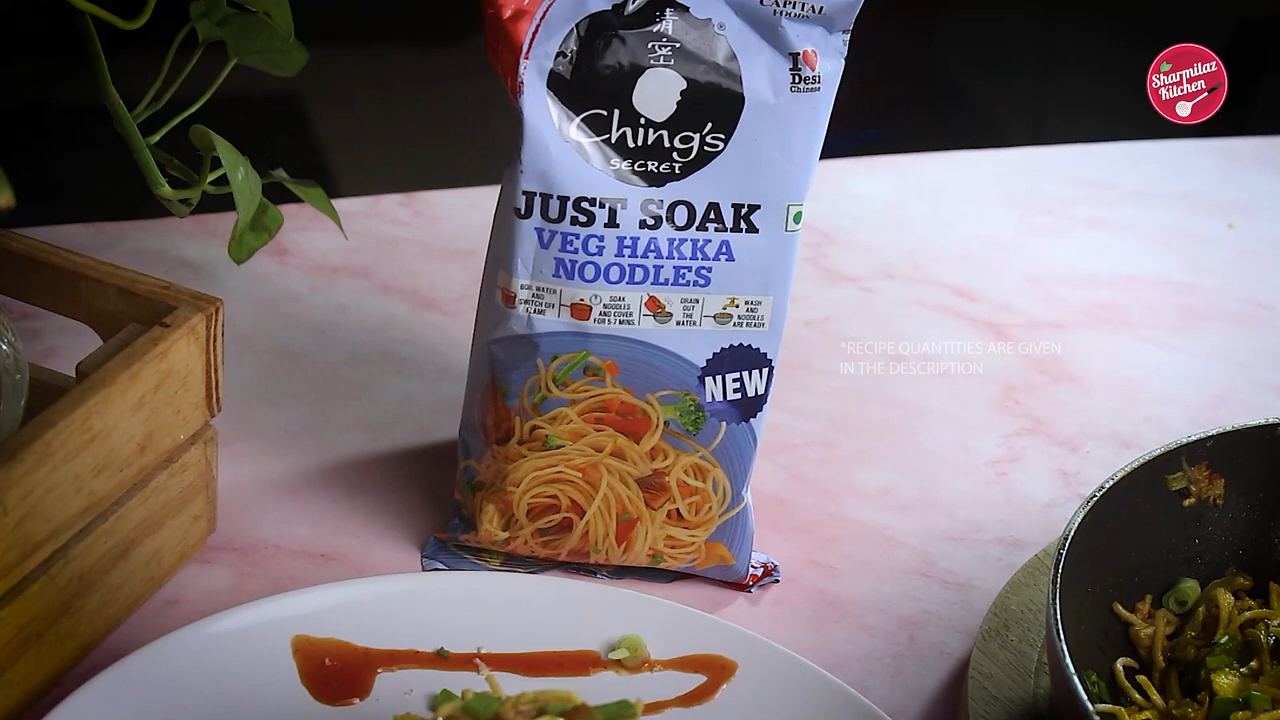 CAPITAL
FOODS
清
密
®
Ching's
SECRET
I
Desi
Chinese
Sharmilaz
Kitchen
JUST SOAK
VEG HAKKA
NOODLES
BOIL WATER
AND
SWITCH OFF
FLAME
SOAK
NOODLES
AND COVER
FOR 5-7 MINS.
DRAIN
OUT
THE
WATER.
WASH
AND
NOODLES
ARE READY.
NEW
*RECIPE QUANTITIES ARE GIVEN
IN THE DESCRIPTION